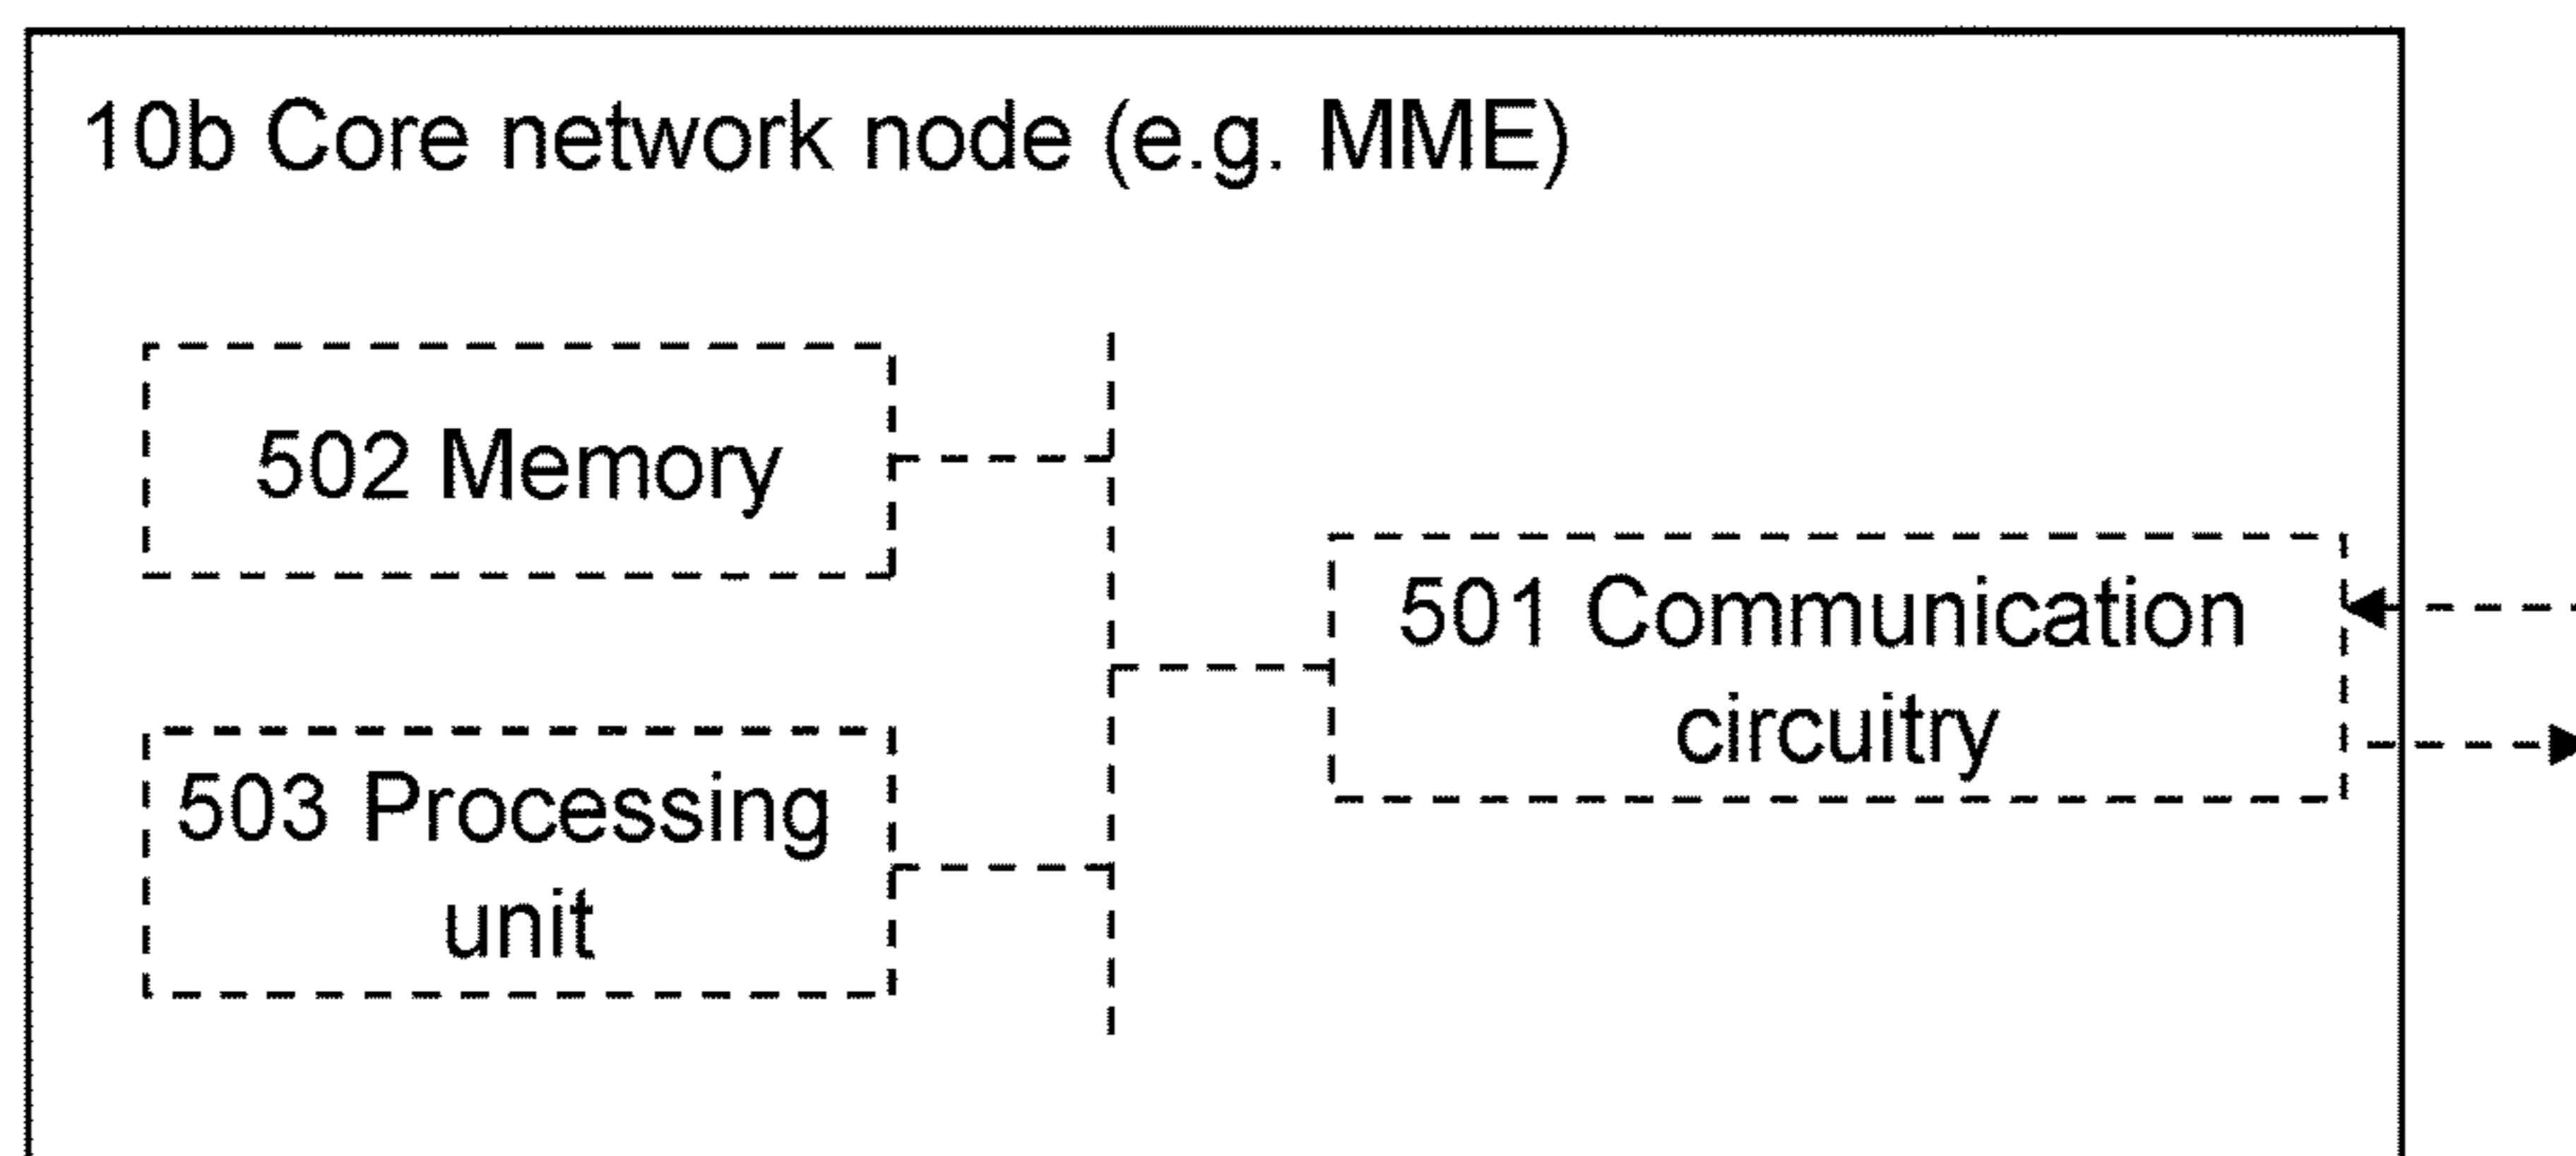 10b Core network node (e.g. MME)
502 Memory
501 Communication
circuitry
503 Processing
unit